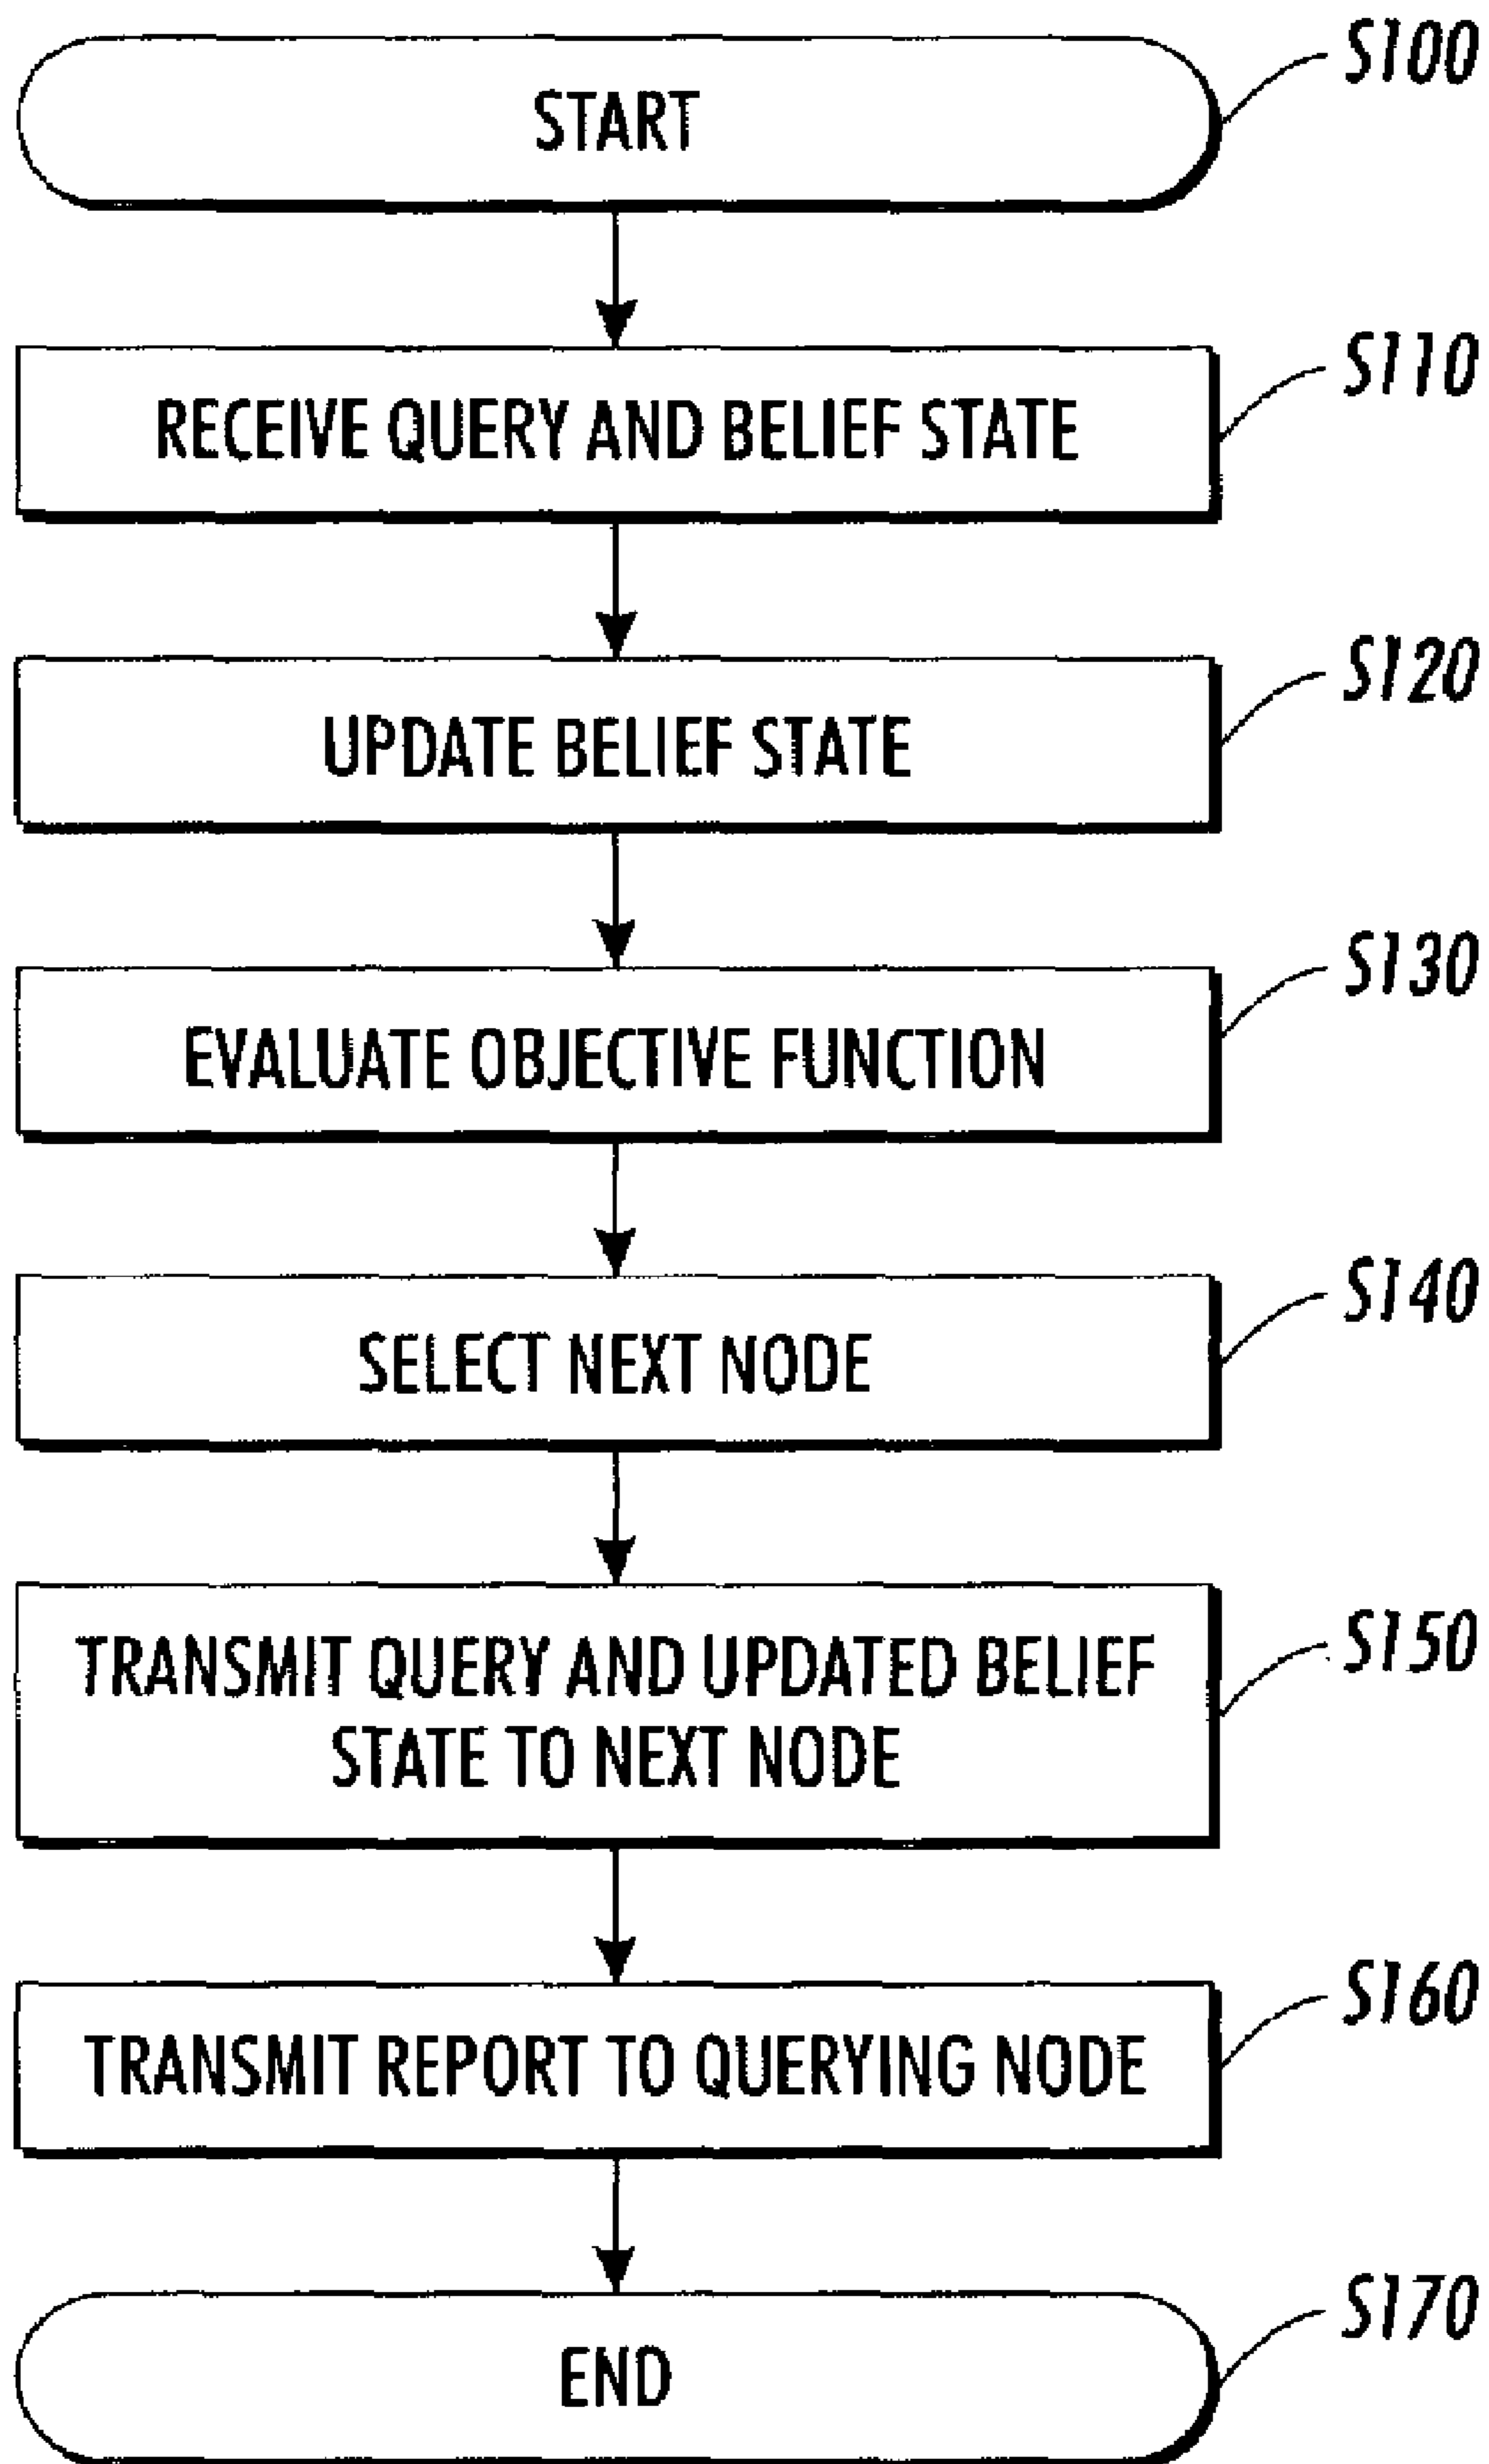 START
S100
RECEIVE QUERY AND BELIEF STATE
S110
UPDATE BELIEF STATE
S120
EVALUATE OBJECTIVE FUNCTION
S130
SELECT NEXT NODE
S140
TRANSMIT QUERY AND UPDATED BELIEF
STATE TO NEXT NODE
S150
TRANSMIT REPORT TO QUERYING NODE
S160
END
S170